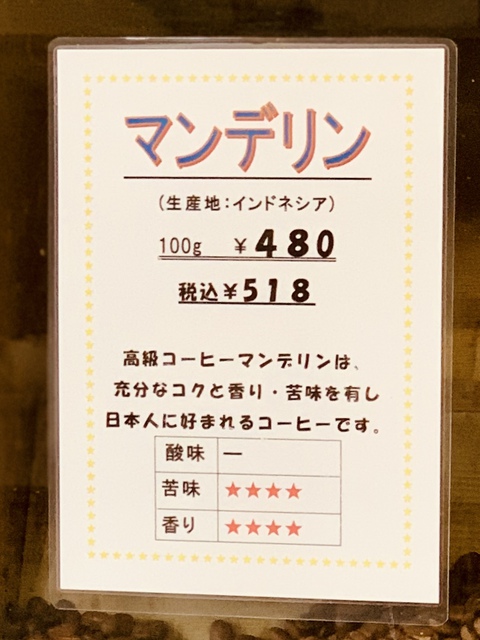 マンデリン
（生産地：インドネシア）
100g ￥480
税込￥518
高級コーヒーマンデリンは、
充分なコクと香り・苦味を有し
日本人に好まれるコーヒーです。
酸味 ー
苦味 ★★★★
香り ★★★★